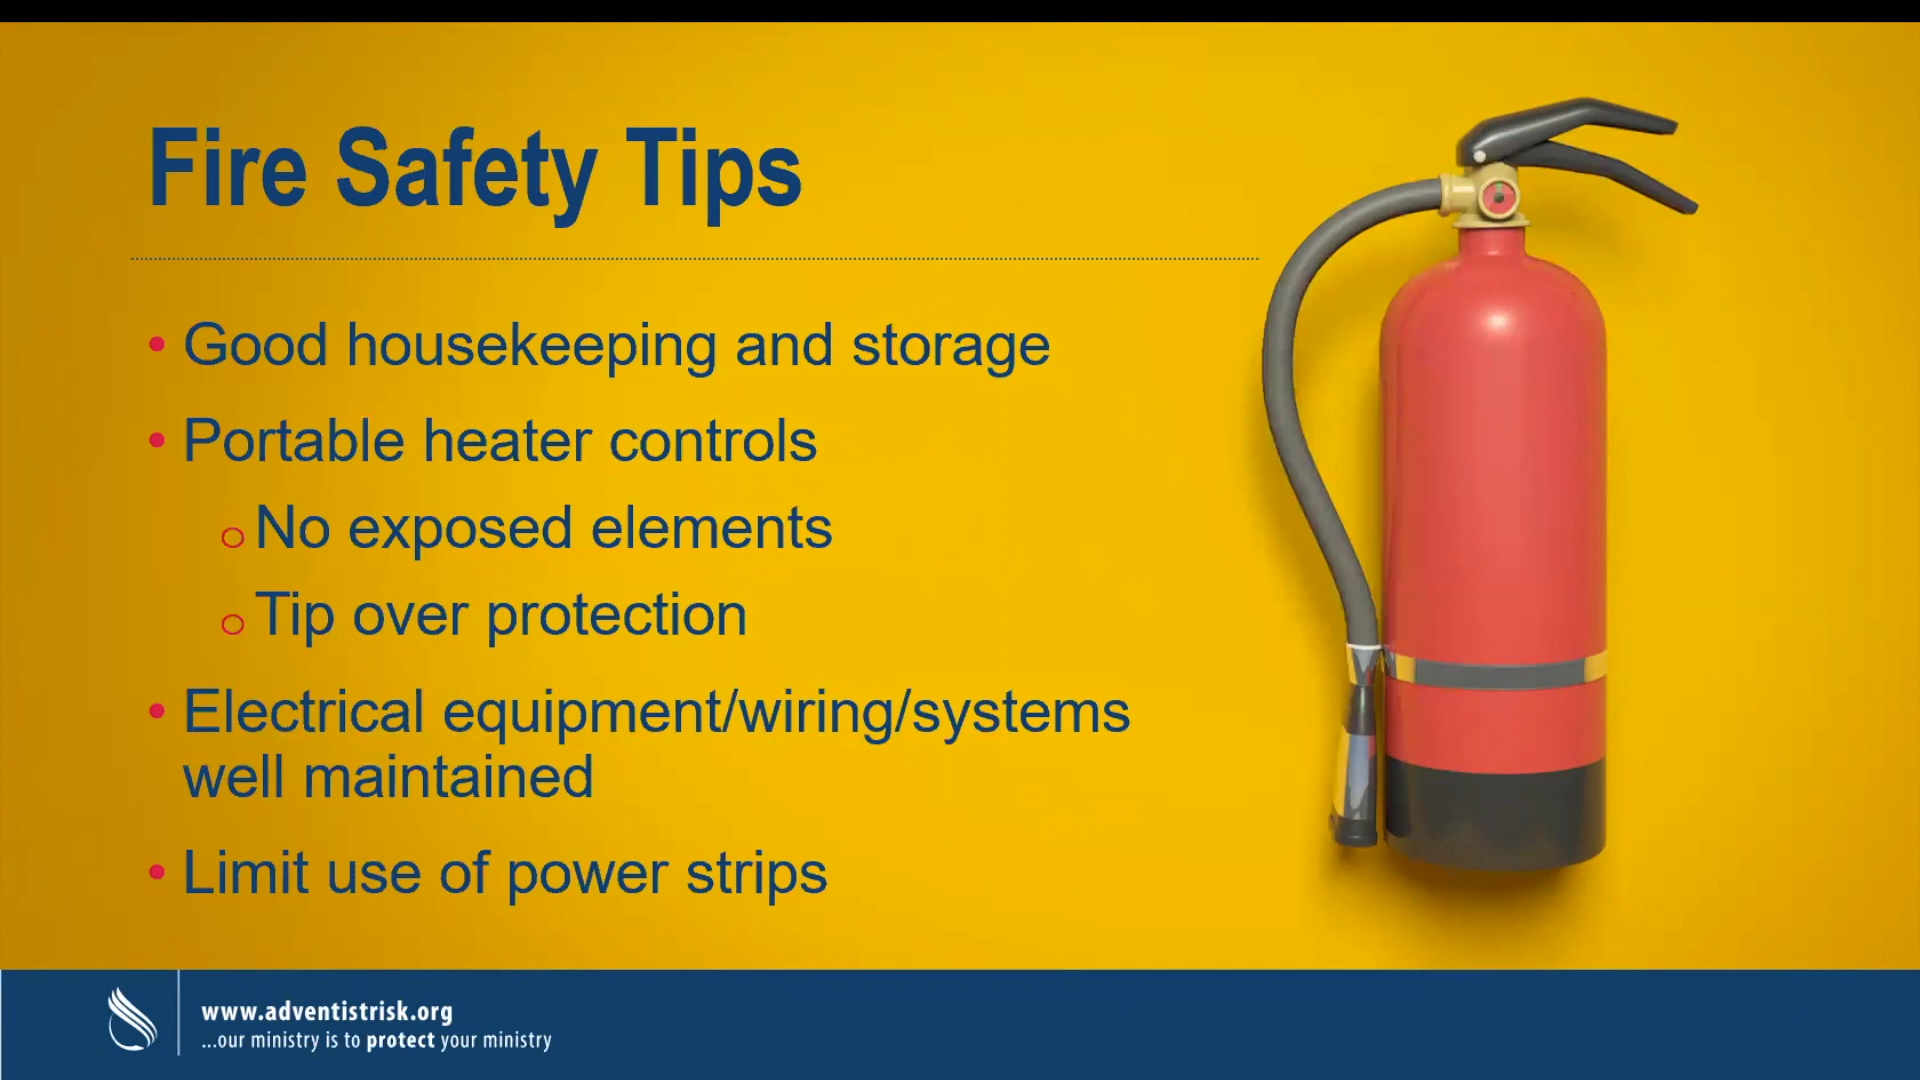 Fire Safety Tips
• Good housekeeping and storage
• Portable heater controls
o No exposed elements
o Tip over protection
• Electrical equipment/wiring/systems
well maintained
• Limit use of power strips
www.adventistrisk.org
...our ministry is to protect your ministry